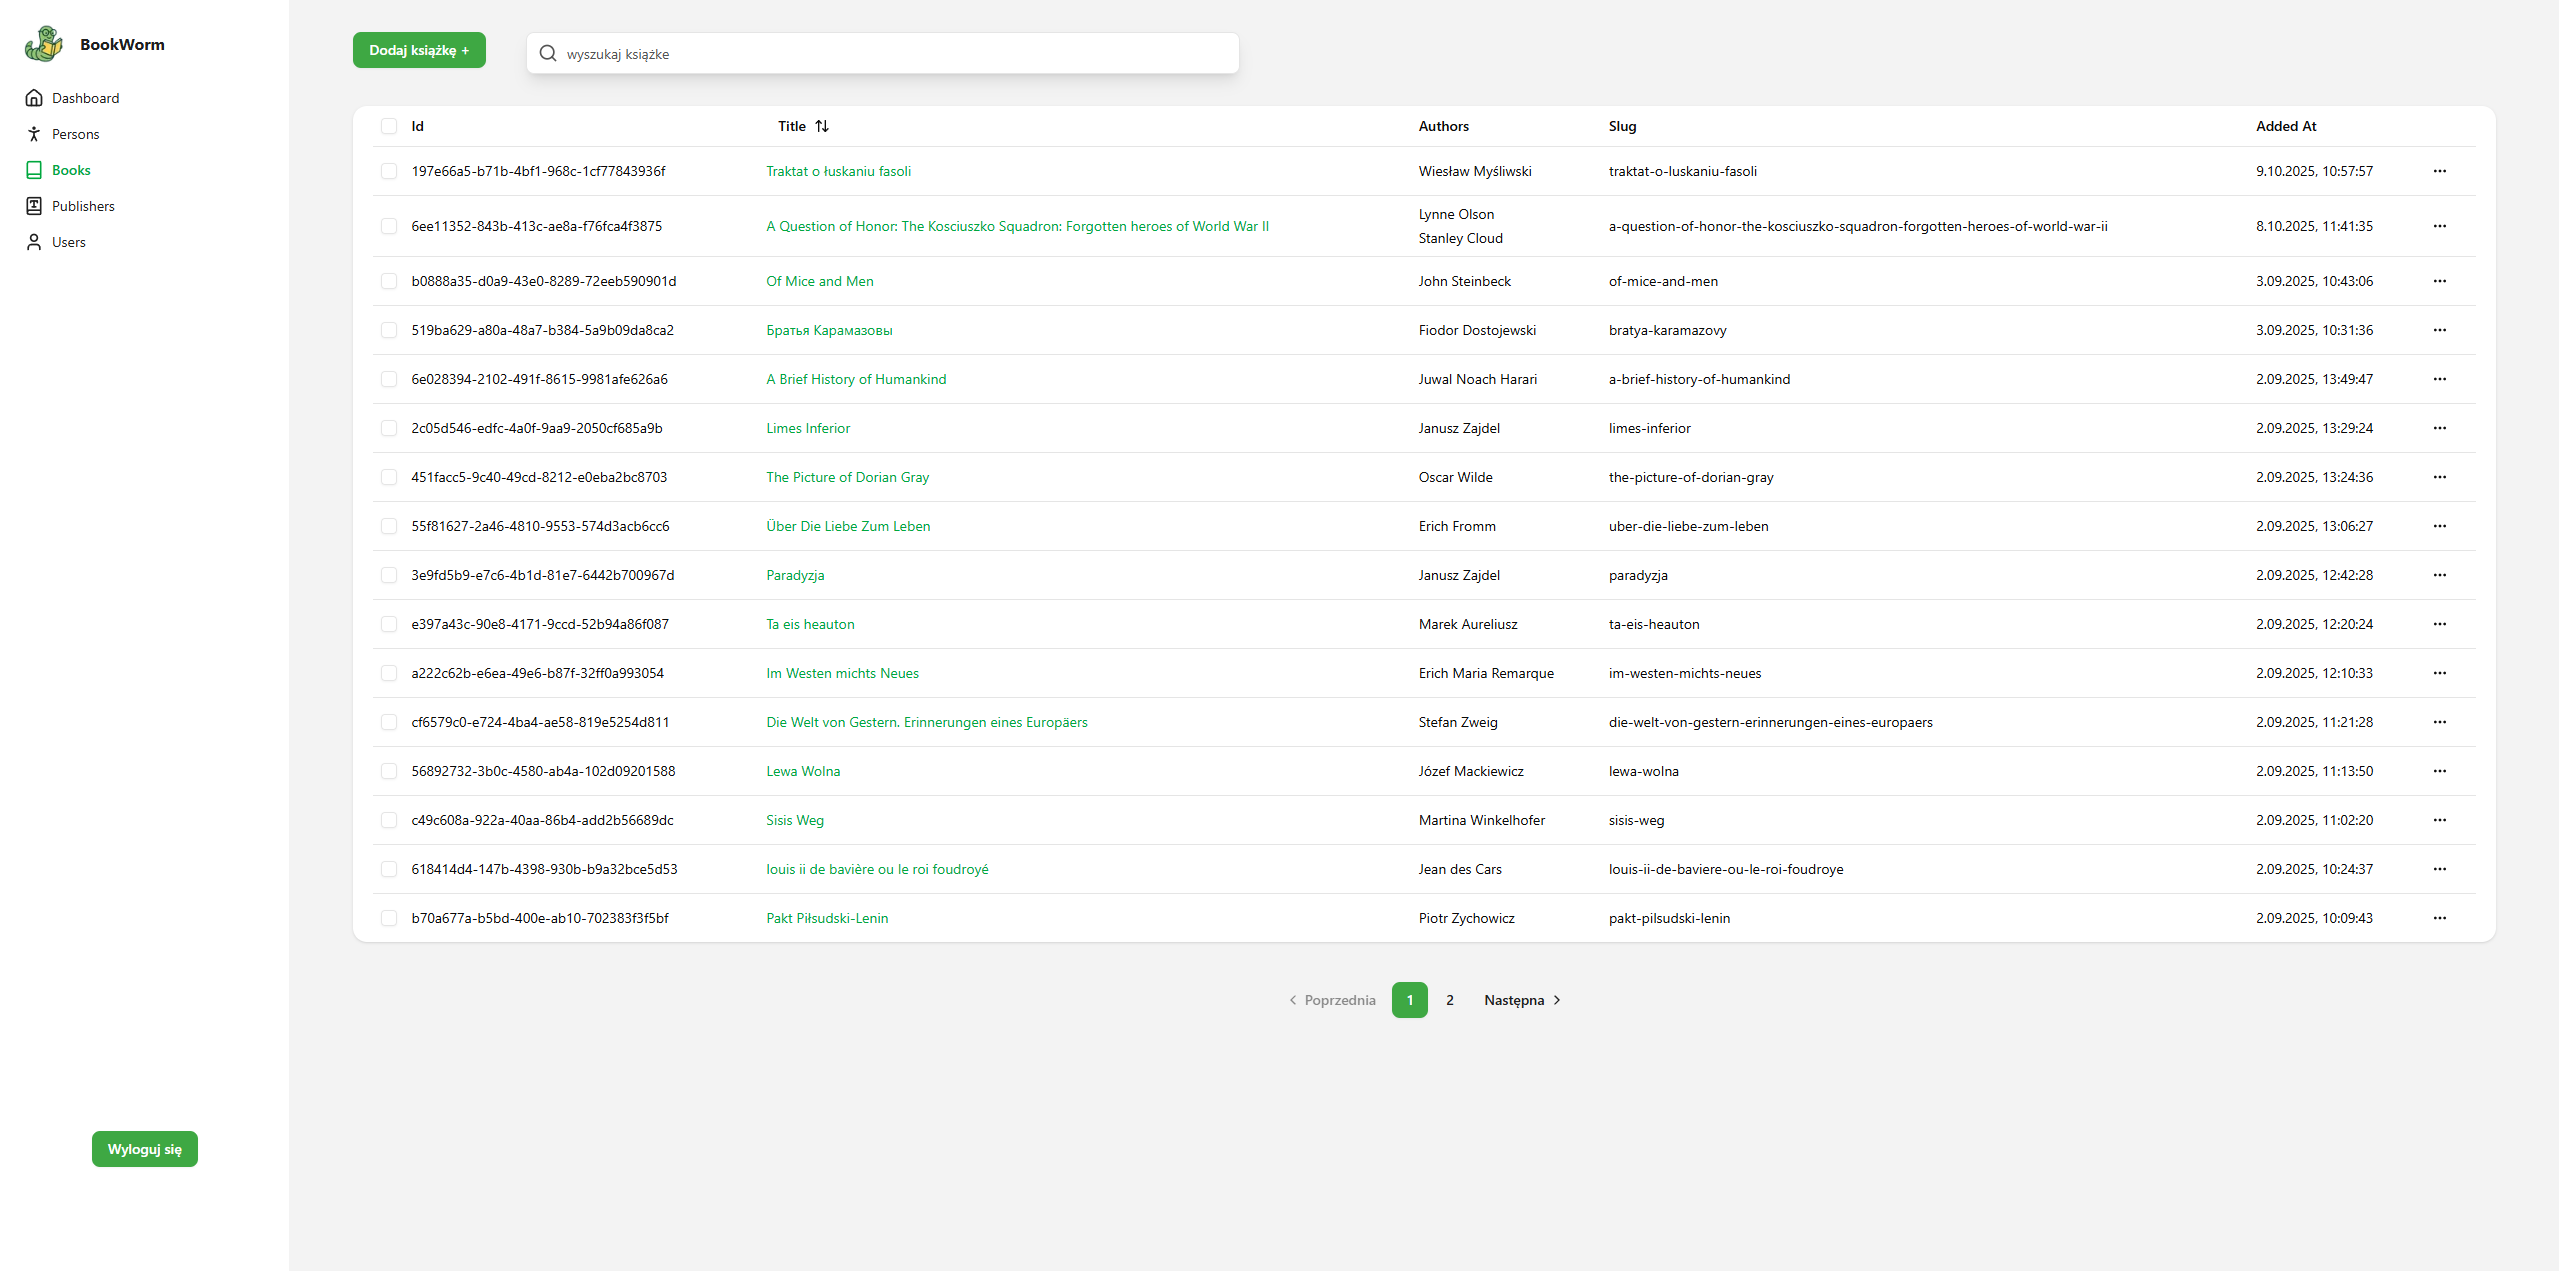 BookWorm
Dashboard
Persons
Books
Publishers
Users
Wyloguj się
Dodaj książkę +
wyszukaj książke
Id Title Authors Slug Added At
197e66a5-b71b-4bf1-968c-1cf77843936f Traktat o łuskaniu fasoli Wiesław Myśliwski traktat-o-luskaniu-fasoli 9.10.2025, 10:57:57
6ee11352-843b-413c-ae8a-f76fca4f3875 A Question of Honor: The Kosciuszko Squadron: Forgotten heroes of World War II Lynne Olson Stanley Cloud a-question-of-honor-the-kosciuszko-squadron-forgotten-heroes-of-world-war-ii 8.10.2025, 11:41:35
b0888a35-d0a9-43e0-8289-72eeb590901d Of Mice and Men John Steinbeck of-mice-and-men 3.09.2025, 10:43:06
519ba629-a80a-48a7-b384-5a9b09da8ca2 Братья Карамазовы Fiodor Dostojewski bratya-karamazovy 3.09.2025, 10:31:36
6e028394-2102-491f-8615-9981afe626a6 A Brief History of Humankind Juwal Noach Harari a-brief-history-of-humankind 2.09.2025, 13:49:47
2c05d546-edfc-4a0f-9aa9-2050cf685a9b Limes Inferior Janusz Zajdel limes-inferior 2.09.2025, 13:29:24
451facc5-9c40-49cd-8212-e0eba2bc8703 The Picture of Dorian Gray Oscar Wilde the-picture-of-dorian-gray 2.09.2025, 13:24:36
55f81627-2a46-4810-9553-574d3acb6cc6 Über Die Liebe Zum Leben Erich Fromm uber-die-liebe-zum-leben 2.09.2025, 13:06:27
3e9fd5b9-e7c6-4b1d-81e7-6442b700967d Paradyzja Janusz Zajdel paradyzja 2.09.2025, 12:42:28
e397a43c-90e8-4171-9ccd-52b94a86f087 Ta eis heauton Marek Aureliusz ta-eis-heauton 2.09.2025, 12:20:24
a222c62b-e6ea-49e6-b87f-32ff0a993054 Im Westen michts Neues Erich Maria Remarque im-westen-michts-neues 2.09.2025, 12:10:33
cf6579c0-e724-4ba4-ae58-819e5254d811 Die Welt von Gestern. Erinnerungen eines Europäers Stefan Zweig die-welt-von-gestern-erinnerungen-eines-europaers 2.09.2025, 11:21:28
56892732-3b0c-4580-ab4a-102d09201588 Lewa Wolna Józef Mackiewicz lewa-wolna 2.09.2025, 11:13:50
c49c608a-922a-40aa-86b4-add2b56689dc Sisis Weg Martina Winkelhofer sisis-weg 2.09.2025, 11:02:20
618414d4-147b-4398-930b-b9a32bce5d53 louis ii de bavière ou le roi foudroyé Jean des Cars louis-ii-de-baviere-ou-le-roi-foudroye 2.09.2025, 10:24:37
b70a677a-b5bd-400e-ab10-702383f3f5bf Pakt Piłsudski-Lenin Piotr Zychowicz pakt-pilsudski-lenin 2.09.2025, 10:09:43
Poprzednia 1 2 Następna